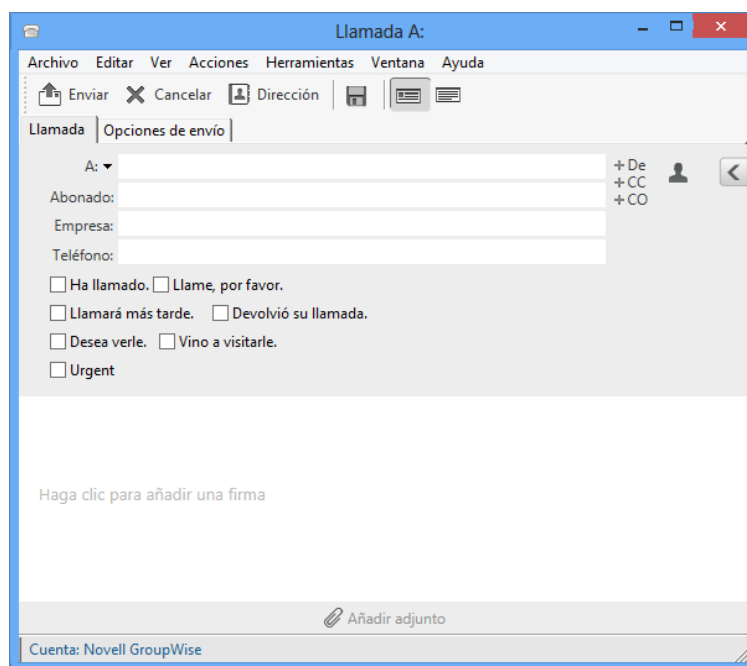 Llamada A:
Archivo Editar Ver Acciones Herramientas Ventana Ayuda
Enviar Cancelar Dirección
Llamada Opciones de envío
A:
+De
+CC
Abonado:
+CO
Empresa:
Teléfono:
Ha llamado. Llame, por favor.
Llamará más tarde. Devolvió su llamada.
Desea verle. Vino a visitarle.
Urgent
Haga clic para añadir una firma
Añadir adjunto
Cuenta: Novell GroupWise